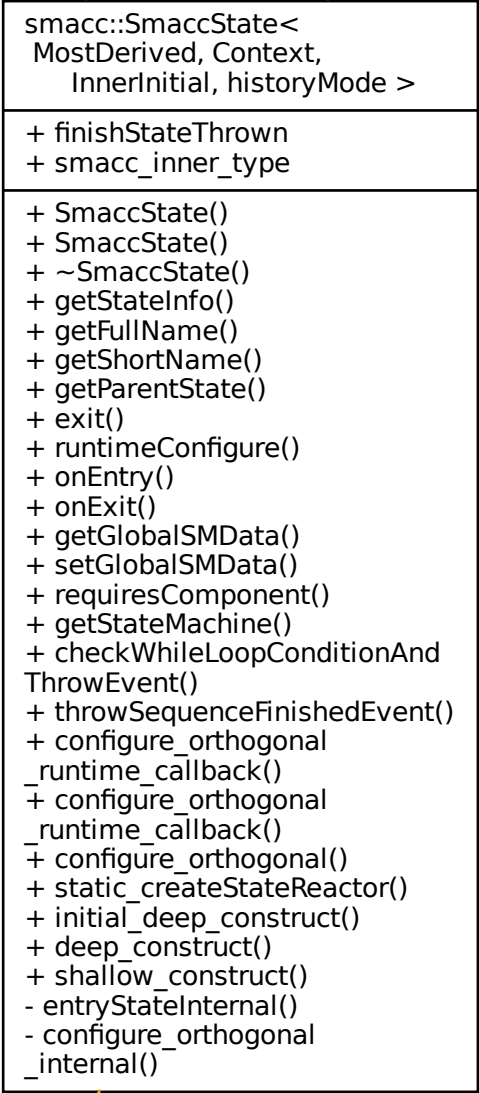 smacc::SmaccState<
MostDerived, Context,
InnerInitial, historyMode >
+ finishStateThrown
+ smacc_inner_type
+ SmaccState()
+ SmaccState()
+ ~SmaccState()
+ getStateInfo()
+ getFullName()
+ getShortName()
+ getParentState()
+ exit()
+ runtimeConfigure()
+ onEntry()
+ onExit()
+ getGlobalSMData()
+ setGlobalSMData()
+ requiresComponent()
+ getStateMachine()
+ checkWhileLoopConditionAnd
ThrowEvent()
+ throwSequenceFinishedEvent()
+ configure_orthogonal
_runtime_callback()
+ configure_orthogonal
_runtime_callback()
+ configure_orthogonal()
+ static_createStateReactor()
+ initial_deep_construct()
+ deep_construct()
+ shallow_construct()
- entryStateInternal()
- configure_orthogonal
_internal()